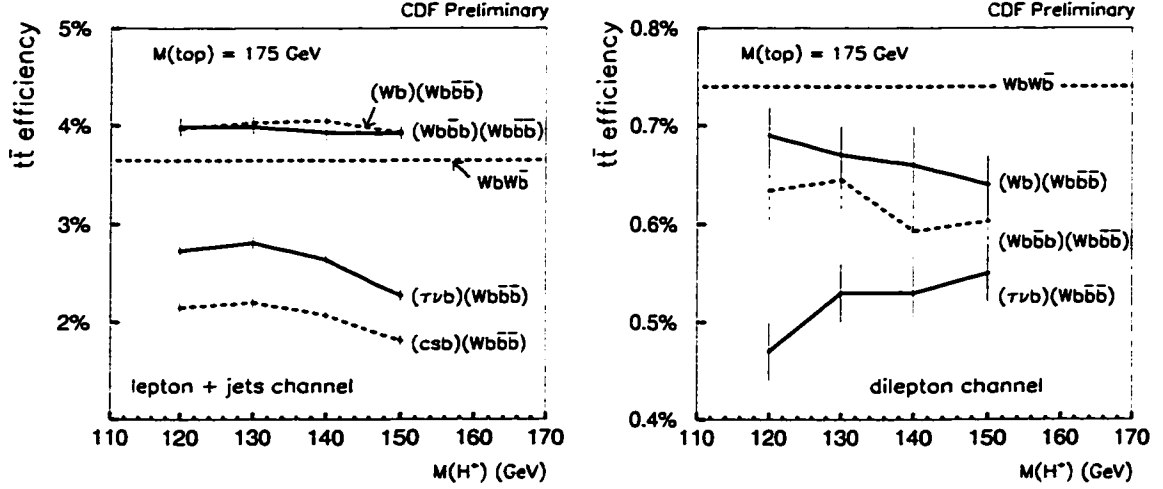 CDF Preliminary
tt̄ efficiency
5%
4%
3%
2%
M(top) = 175 GeV
(Wb)(Wbb̄b̄)
(Wbb̄b)(Wbb̄b̄)
WbWb̄
(τνb)(Wbb̄b̄)
(csb)(Wbb̄b̄)
lepton + jets channel
110 120 130 140 150 160 170
M(H⁺) (GeV)
CDF Preliminary
tt̄ efficiency
0.8%
0.7%
0.6%
0.5%
0.4%
M(top) = 175 GeV
WbWb̄
(Wb)(Wbb̄b̄)
(Wbb̄b)(Wbb̄b̄)
(τνb)(Wbb̄b̄)
dilepton channel
110 120 130 140 150 160 170
M(H⁺) (GeV)